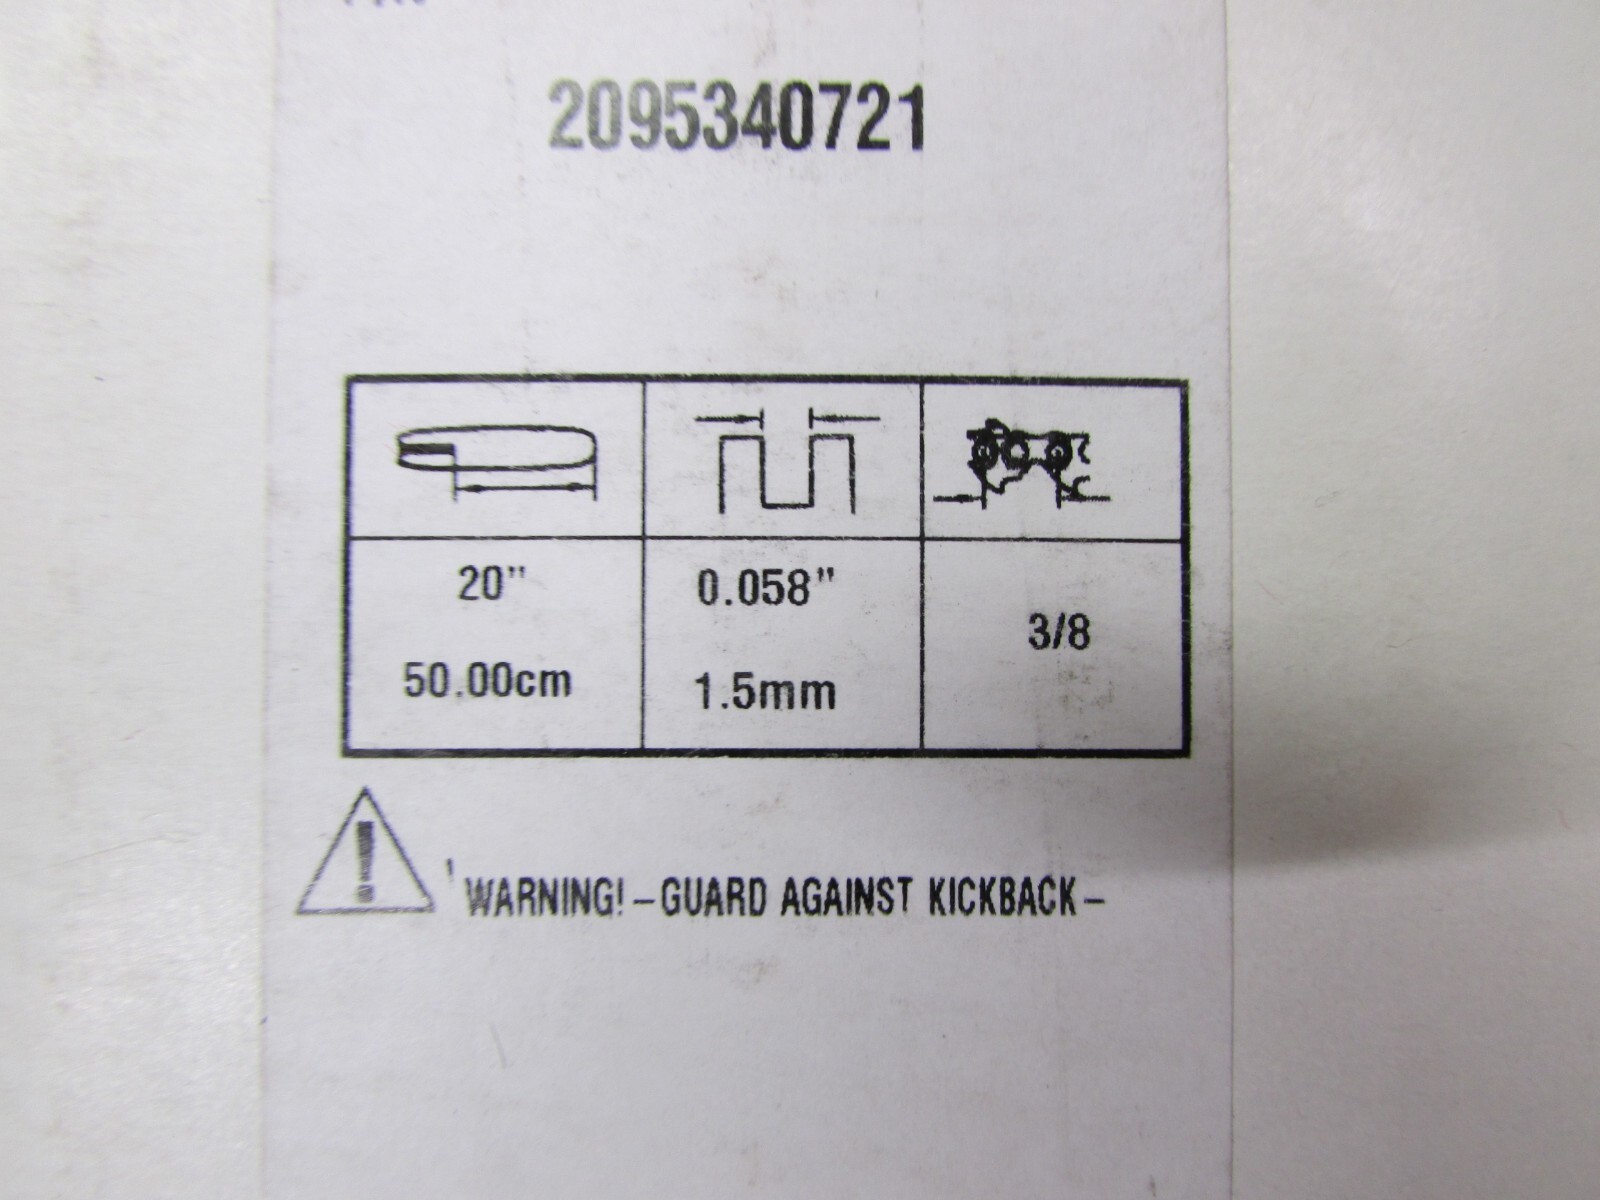 2095340721
20"
50.00cm
0.058"
1.5mm
3/8
WARNING! –GUARD AGAINST KICKBACK–